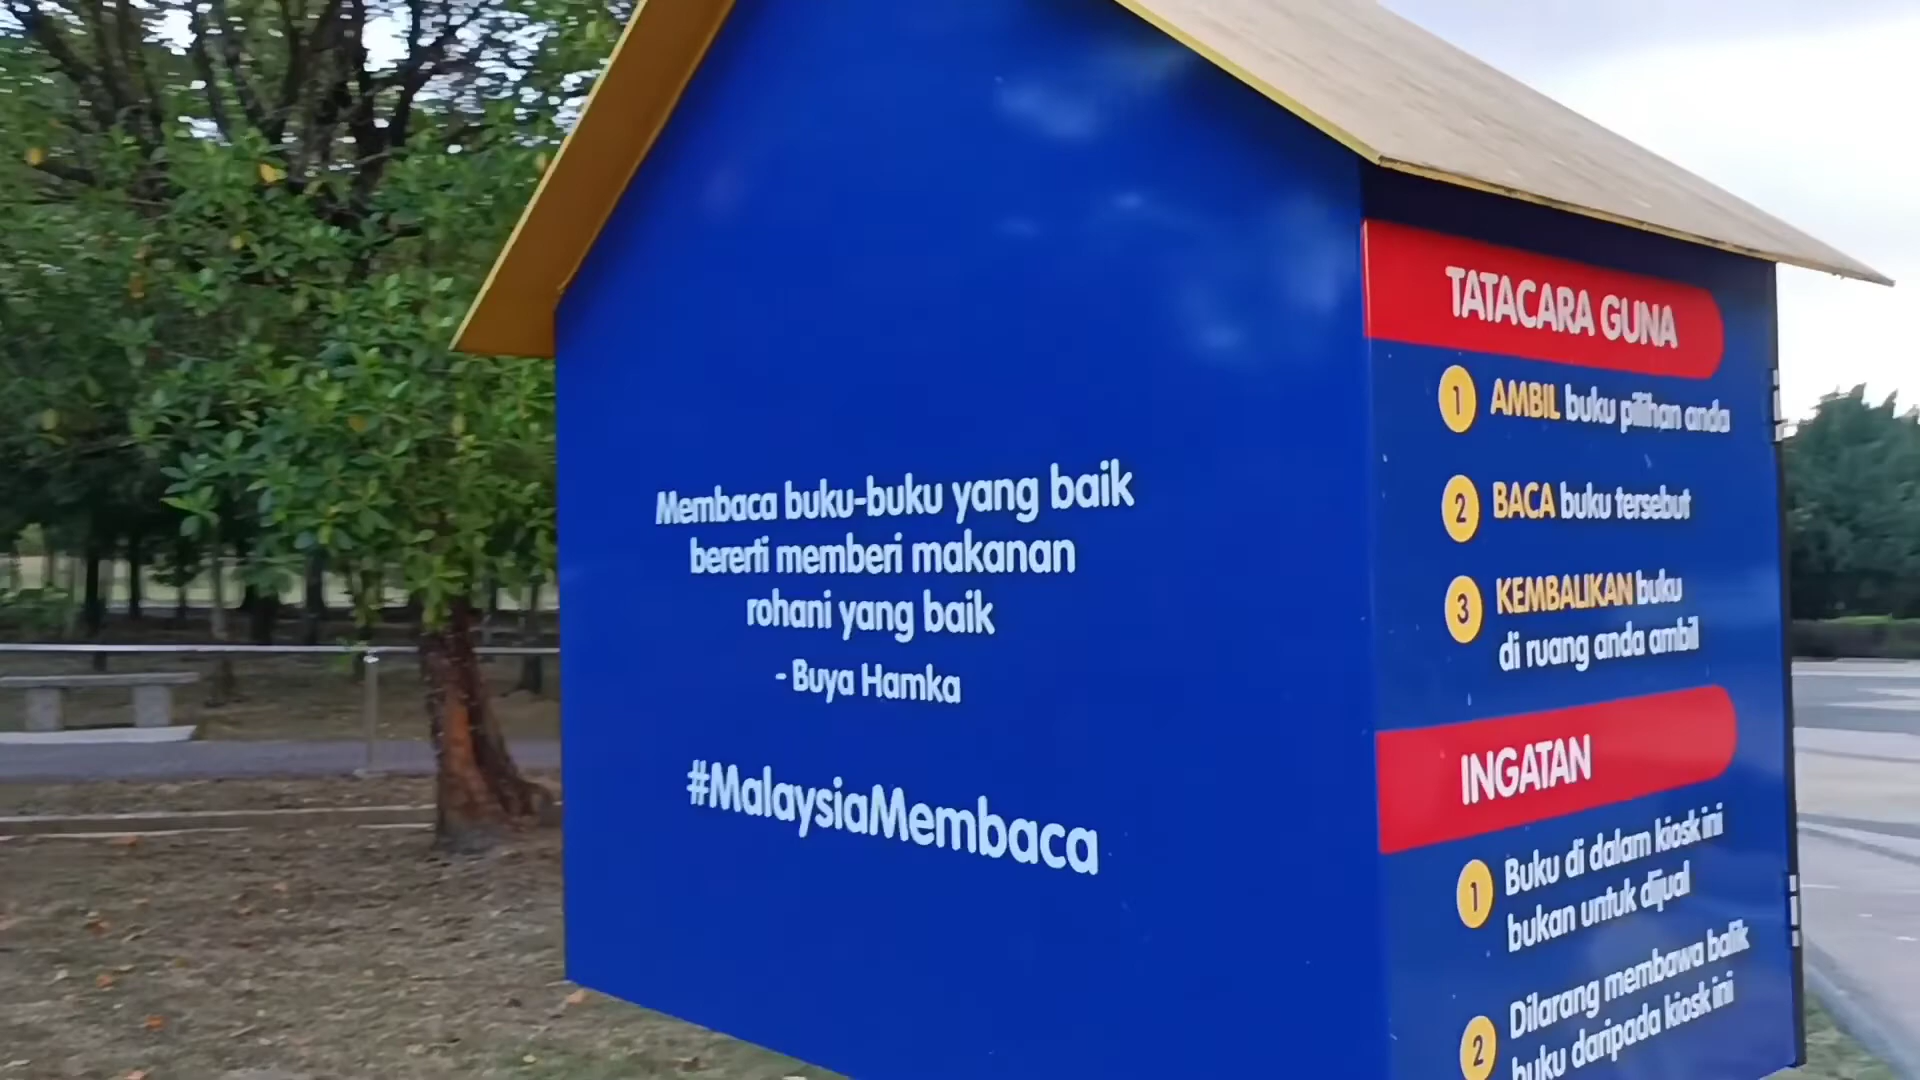 Membaca buku-buku yang baik
bererti memberi makanan
rohani yang baik
- Buya Hamka
#MalaysiaMembaca
TATACARA GUNA
1 AMBIL buku pilihan anda
2 BACA buku tersebut
3 KEMBALIKAN buku
di ruang anda ambil
INGATAN
1 Buku di dalam kiosk ini
bukan untuk dijual
2 Dilarang membawa balik
buku daripada kiosk ini